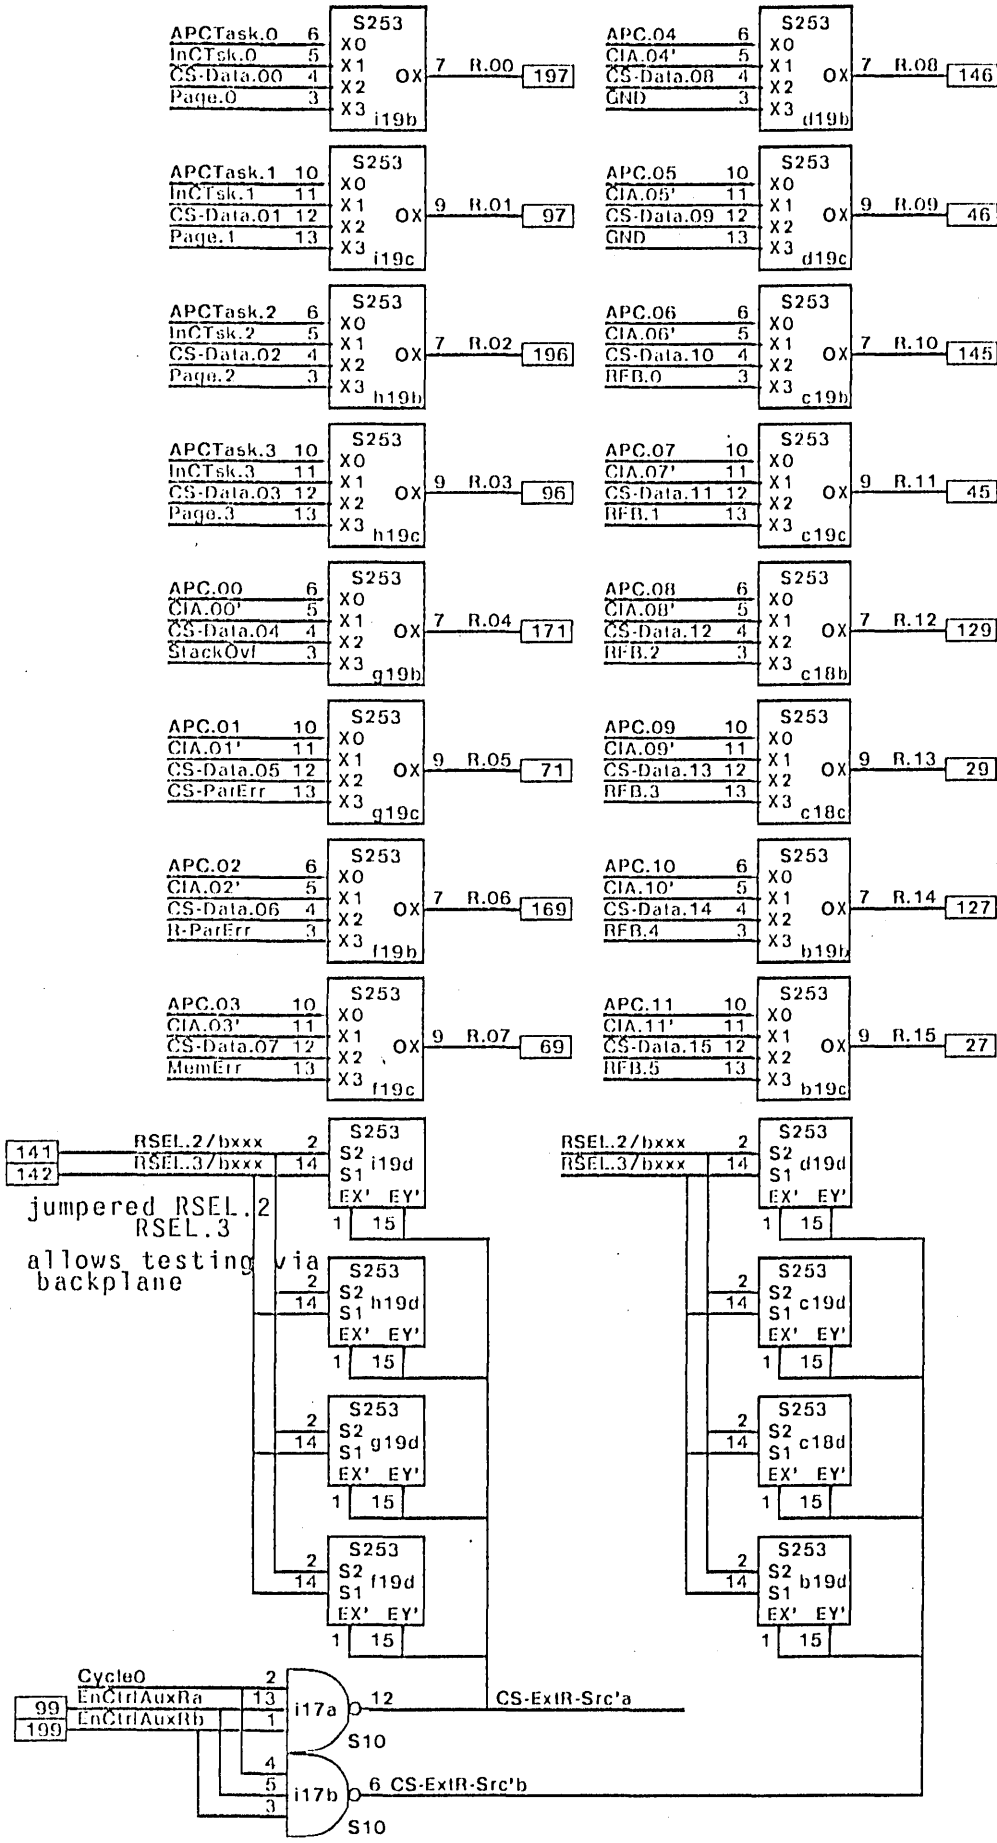 S253
APCTask.0 6 X0
InCTsk.0 5 X1
CS-Data.00 4 X2
Page.0 3 X3
OX 7 R.00 197
i19b
S253
APC.04 6 X0
CIA.04' 5 X1
CS-Data.08 4 X2
GND 3 X3
OX 7 R.08 146
d19b
S253
APCTask.1 10 X0
InCTsk.1 11 X1
CS-Data.01 12 X2
Page.1 13 X3
OX 9 R.01 97
i19c
S253
APC.05 10 X0
CIA.05' 11 X1
CS-Data.09 12 X2
GND 13 X3
OX 9 R.09 46
d19c
S253
APCTask.2 6 X0
InCTsk.2 5 X1
CS-Data.02 4 X2
Page.2 3 X3
OX 7 R.02 196
h19b
S253
APC.06 6 X0
CIA.06' 5 X1
CS-Data.10 4 X2
RFB.0 3 X3
OX 7 R.10 145
c19b
S253
APCTask.3 10 X0
InCTsk.3 11 X1
CS-Data.03 12 X2
Page.3 13 X3
OX 9 R.03 96
h19c
S253
APC.07 10 X0
CIA.07' 11 X1
CS-Data.11 12 X2
RFB.1 13 X3
OX 9 R.11 45
c19c
S253
APC.00 6 X0
CIA.00' 5 X1
CS-Data.04 4 X2
StackOvf 3 X3
OX 7 R.04 171
g19b
S253
APC.08 6 X0
CIA.08' 5 X1
CS-Data.12 4 X2
RFB.2 3 X3
OX 7 R.12 129
c18b
S253
APC.01 10 X0
CIA.01' 11 X1
CS-Data.05 12 X2
CS-ParErr 13 X3
OX 9 R.05 71
g19c
S253
APC.09 10 X0
CIA.09' 11 X1
CS-Data.13 12 X2
RFB.3 13 X3
OX 9 R.13 29
c18c
S253
APC.02 6 X0
CIA.02' 5 X1
CS-Data.06 4 X2
R-ParErr 3 X3
OX 7 R.06 169
f19b
S253
APC.10 6 X0
CIA.10' 5 X1
CS-Data.14 4 X2
RFB.4 3 X3
OX 7 R.14 127
b19b
S253
APC.03 10 X0
CIA.03' 11 X1
CS-Data.07 12 X2
MemErr 13 X3
OX 9 R.07 69
f19c
S253
APC.11 10 X0
CIA.11' 11 X1
CS-Data.15 12 X2
RFB.5 13 X3
OX 9 R.15 27
b19c
S253
141 RSEL.2/bxxx 2 S2
142 RSEL.3/bxxx 14 S1
i19d
EX' EY'
1 15
S253
RSEL.2/bxxx 2 S2
RSEL.3/bxxx 14 S1
d19d
EX' EY'
1 15
jumpered RSEL.2
RSEL.3
allows testing via
backplane
S253
2 S2
14 S1
h19d
EX' EY'
1 15
S253
2 S2
14 S1
c19d
EX' EY'
1 15
S253
2 S2
14 S1
g19d
EX' EY'
1 15
S253
2 S2
14 S1
c18d
EX' EY'
1 15
S253
2 S2
14 S1
f19d
EX' EY'
1 15
S253
2 S2
14 S1
b19d
EX' EY'
1 15
Cycle0 2
99 EnCtrlAuxRa 13
199 EnCtrlAuxRb 1
i17a 12 CS-ExtR-Src'a
S10
4
5
3
i17b 6 CS-ExtR-Src'b
S10